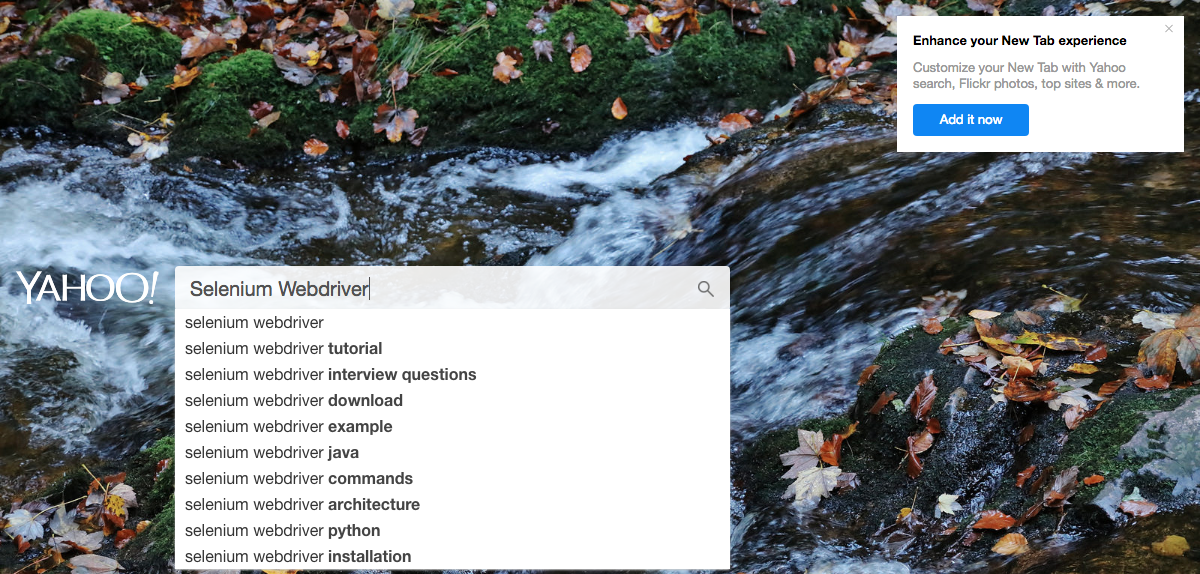 Enhance your New Tab experience
Customize your New Tab with Yahoo
search, Flickr photos, top sites & more.
Add it now
YAHOO!
Selenium Webdriver
selenium webdriver
selenium webdriver tutorial
selenium webdriver interview questions
selenium webdriver download
selenium webdriver example
selenium webdriver java
selenium webdriver commands
selenium webdriver architecture
selenium webdriver python
selenium webdriver installation